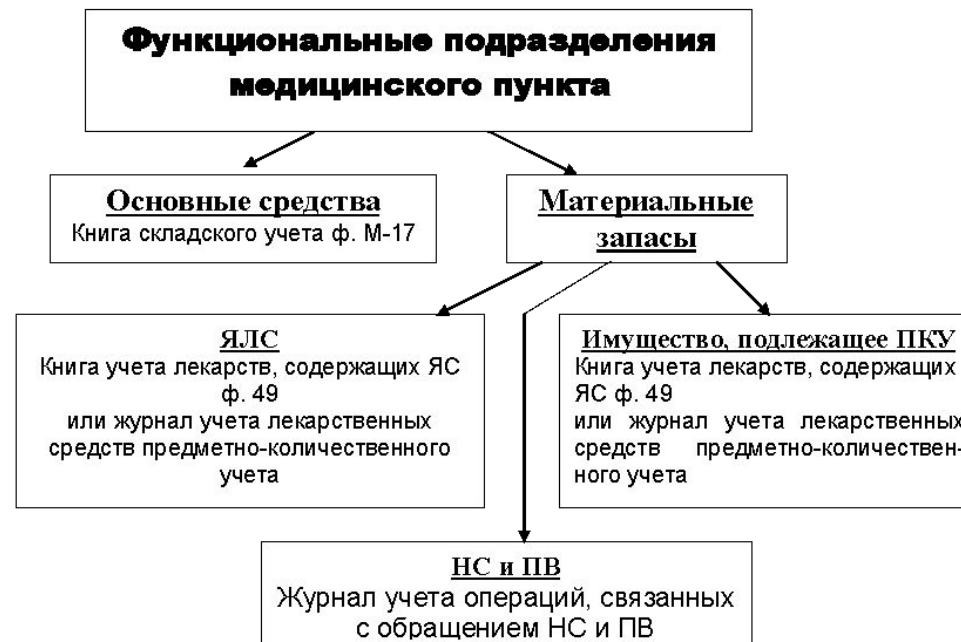 Функциональные подразделения
медицинского пункта
Основные средства
Книга складского учета ф. М-17
Материальные
запасы
ЯЛС
Книга учета лекарств, содержащих ЯС
ф. 49
или журнал учета лекарственных
средств предметно-количественного
учета
Имущество, подлежащее ПКУ
Книга учета лекарств, содержащих
ЯС ф. 49
или журнал учета лекарственных
средств предметно-количествен-
ного учета
НС и ПВ
Журнал учета операций, связанных
с обращением НС и ПВ